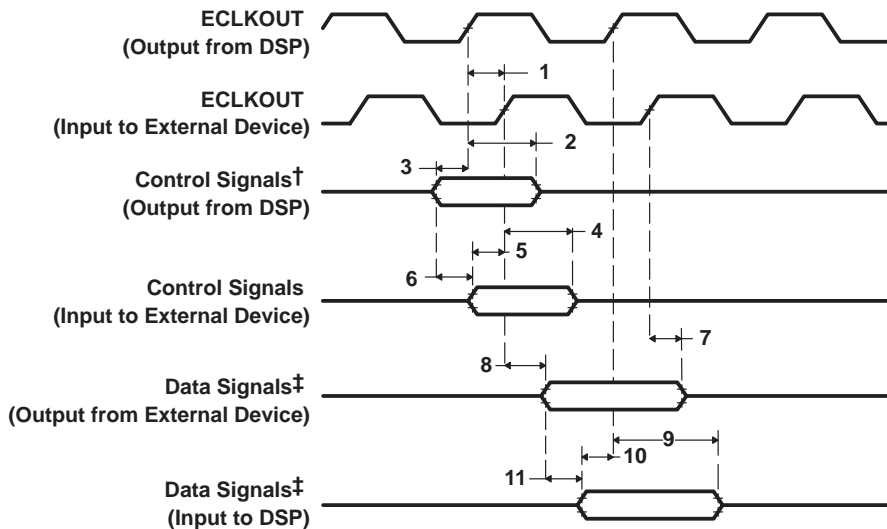 ECLKOUT
(Output from DSP)
1
ECLKOUT
(Input to External Device)
2
3
Control Signals†
(Output from DSP)
4
5
6
Control Signals
(Input to External Device)
7
8
Data Signals‡
(Output from External Device)
9
10
11
Data Signals‡
(Input to DSP)